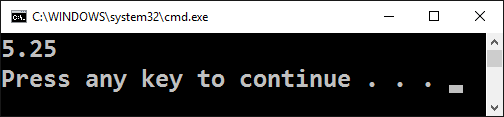 C:\WINDOWS\system32\cmd.exe
5.25
Press any key to continue . . .